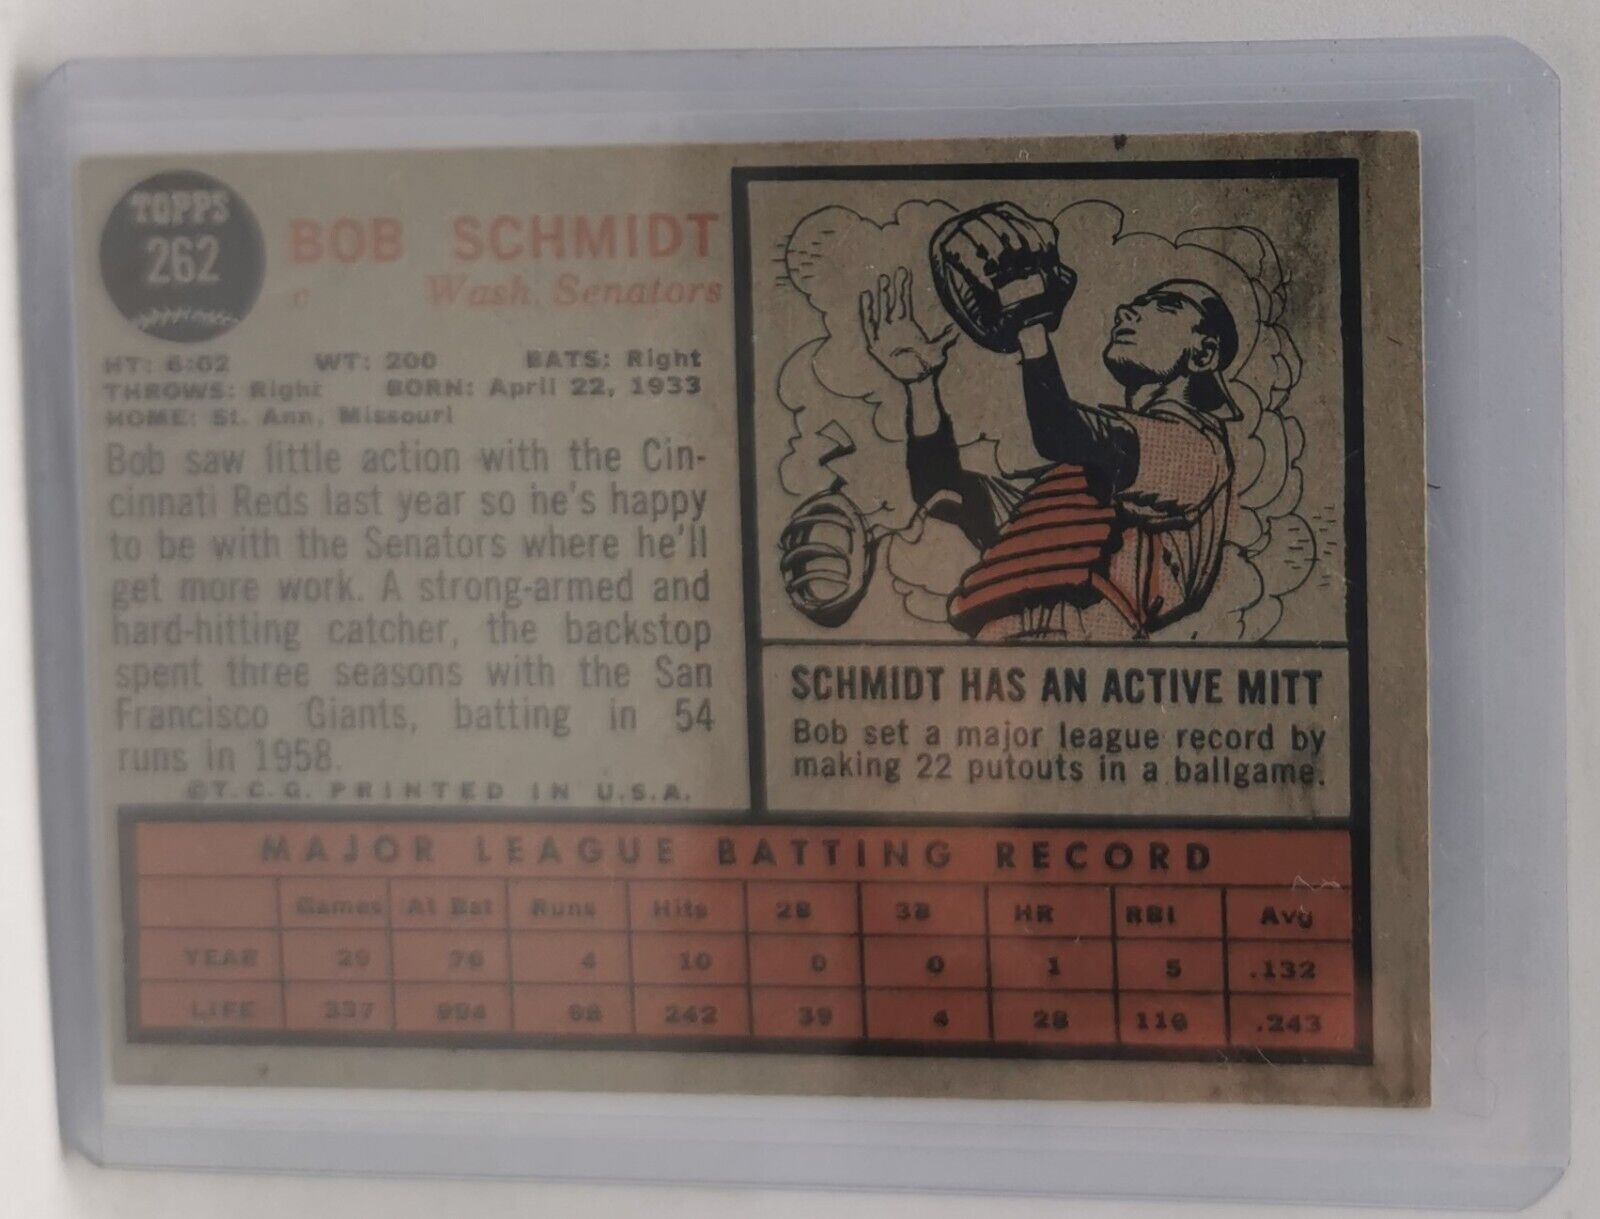 TOPPS
262
BOB SCHMIDT
c Wash. Senators
HT: 6:02 WT: 200 BATS: Right
THROWS: Right BORN: April 22, 1933
HOME: St. Ann, Missouri
Bob saw little action with the Cin-
cinnati Reds last year so he's happy
to be with the Senators where he'll
get more work. A strong-armed and
hard-hitting catcher, the backstop
spent three seasons with the San
Francisco Giants, batting in 54
runs in 1958.
©T.C.G. PRINTED IN U.S.A.
SCHMIDT HAS AN ACTIVE MITT
Bob set a major league record by
making 22 putouts in a ballgame.
MAJOR LEAGUE BATTING RECORD
Games At Bat Runs Hits 2B 3B HR RBI Avg
YEAR 29 76 4 10 0 0 1 5 .132
LIFE 337 994 242 39 4 28 116 .243